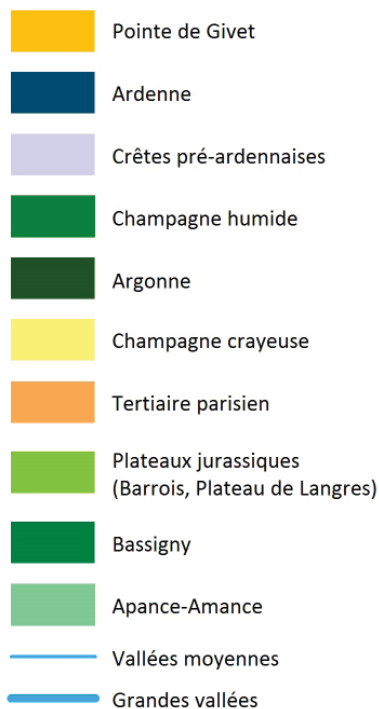 Pointe de Givet
Ardenne
Crêtes pré-ardennaises
Champagne humide
Argonne
Champagne crayeuse
Tertiaire parisien
Plateaux jurassiques
(Barrois, Plateau de Langres)
Bassigny
Apance-Amance
Vallées moyennes
Grandes vallées